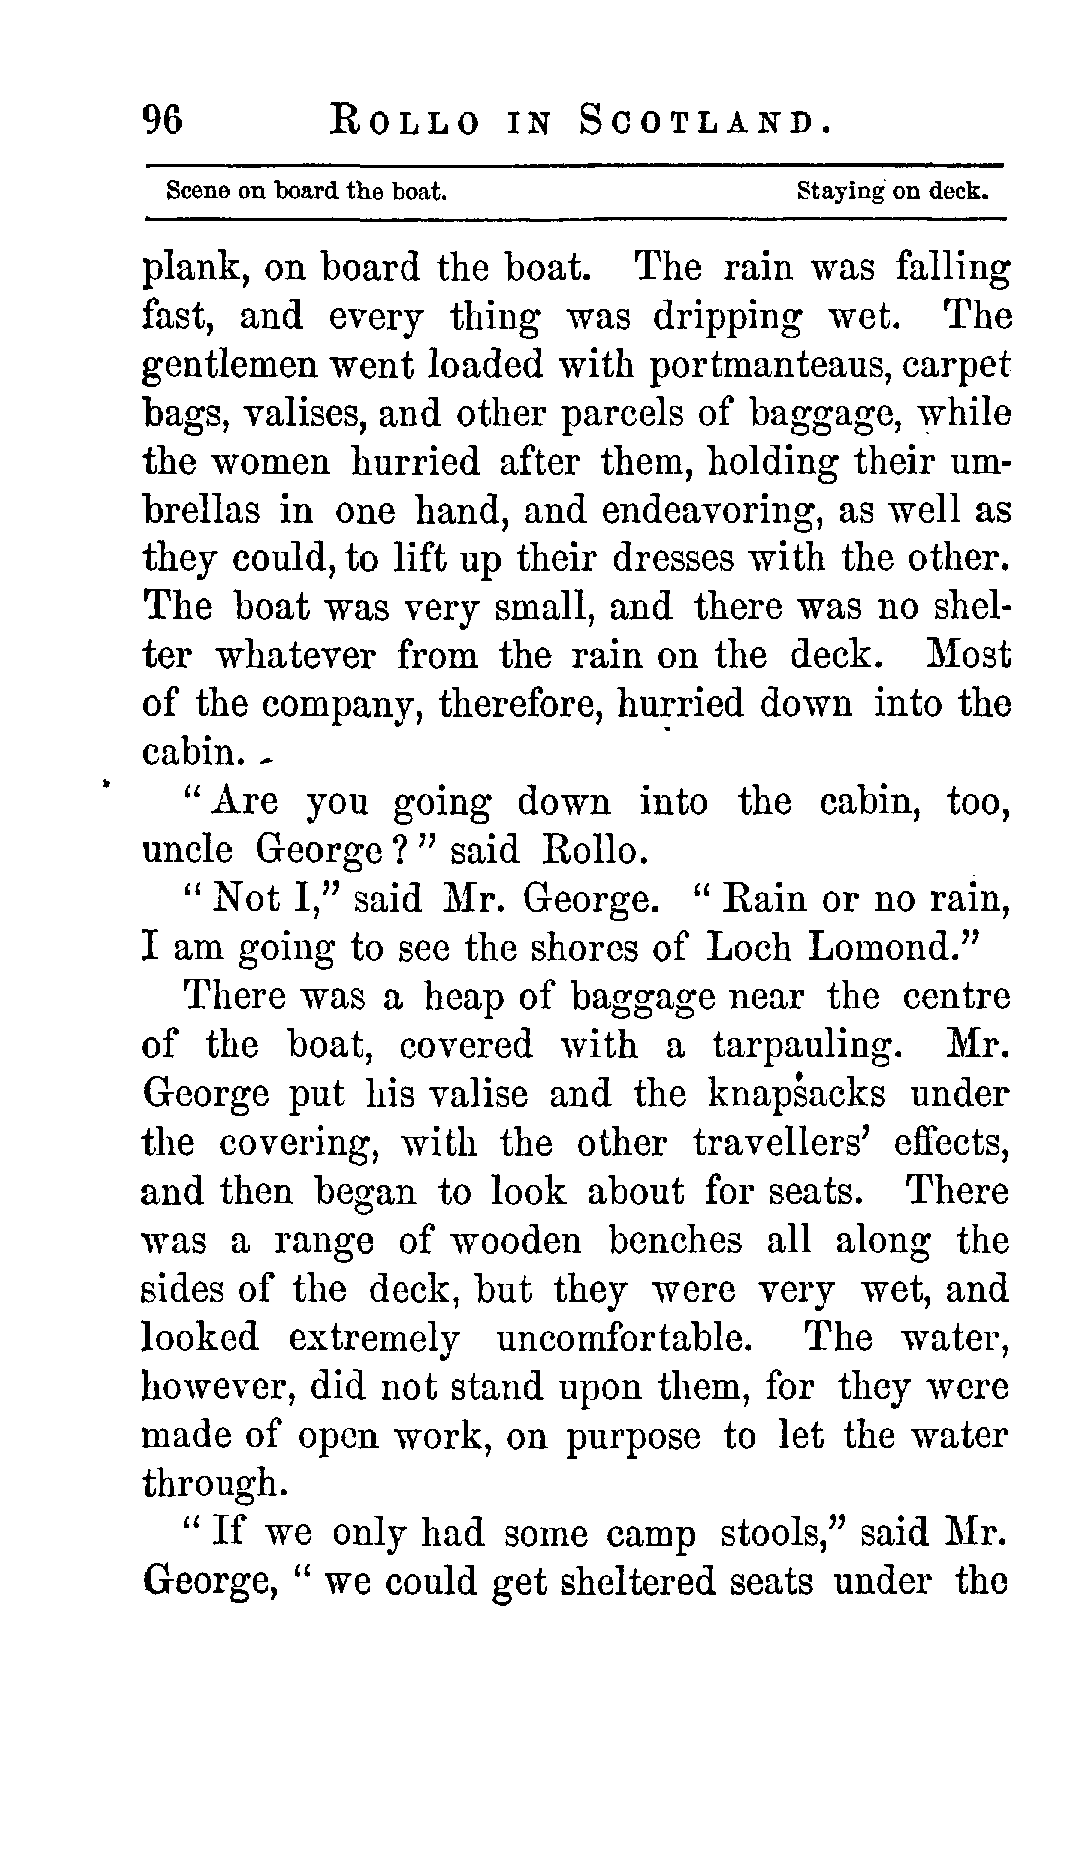 96 ROLLO IN SCOTLAND.
Scene on board the boat. Staying on deck.
plank, on board the boat. The rain was falling
fast, and every thing was dripping wet. The
gentlemen went loaded with portmanteaus, carpet
bags, valises, and other parcels of baggage, while
the women hurried after them, holding their um-
brellas in one hand, and endeavoring, as well as
they could, to lift up their dresses with the other.
The boat was very small, and there was no shel-
ter whatever from the rain on the deck. Most
of the company, therefore, hurried down into the
cabin.
“Are you going down into the cabin, too,
uncle George?” said Rollo.
“Not I,” said Mr. George. “Rain or no rain,
I am going to see the shores of Loch Lomond.”
There was a heap of baggage near the centre
of the boat, covered with a tarpauling. Mr.
George put his valise and the knapsacks under
the covering, with the other travellers’ effects,
and then began to look about for seats. There
was a range of wooden benches all along the
sides of the deck, but they were very wet, and
looked extremely uncomfortable. The water,
however, did not stand upon them, for they were
made of open work, on purpose to let the water
through.
“If we only had some camp stools,” said Mr.
George, “we could get sheltered seats under the